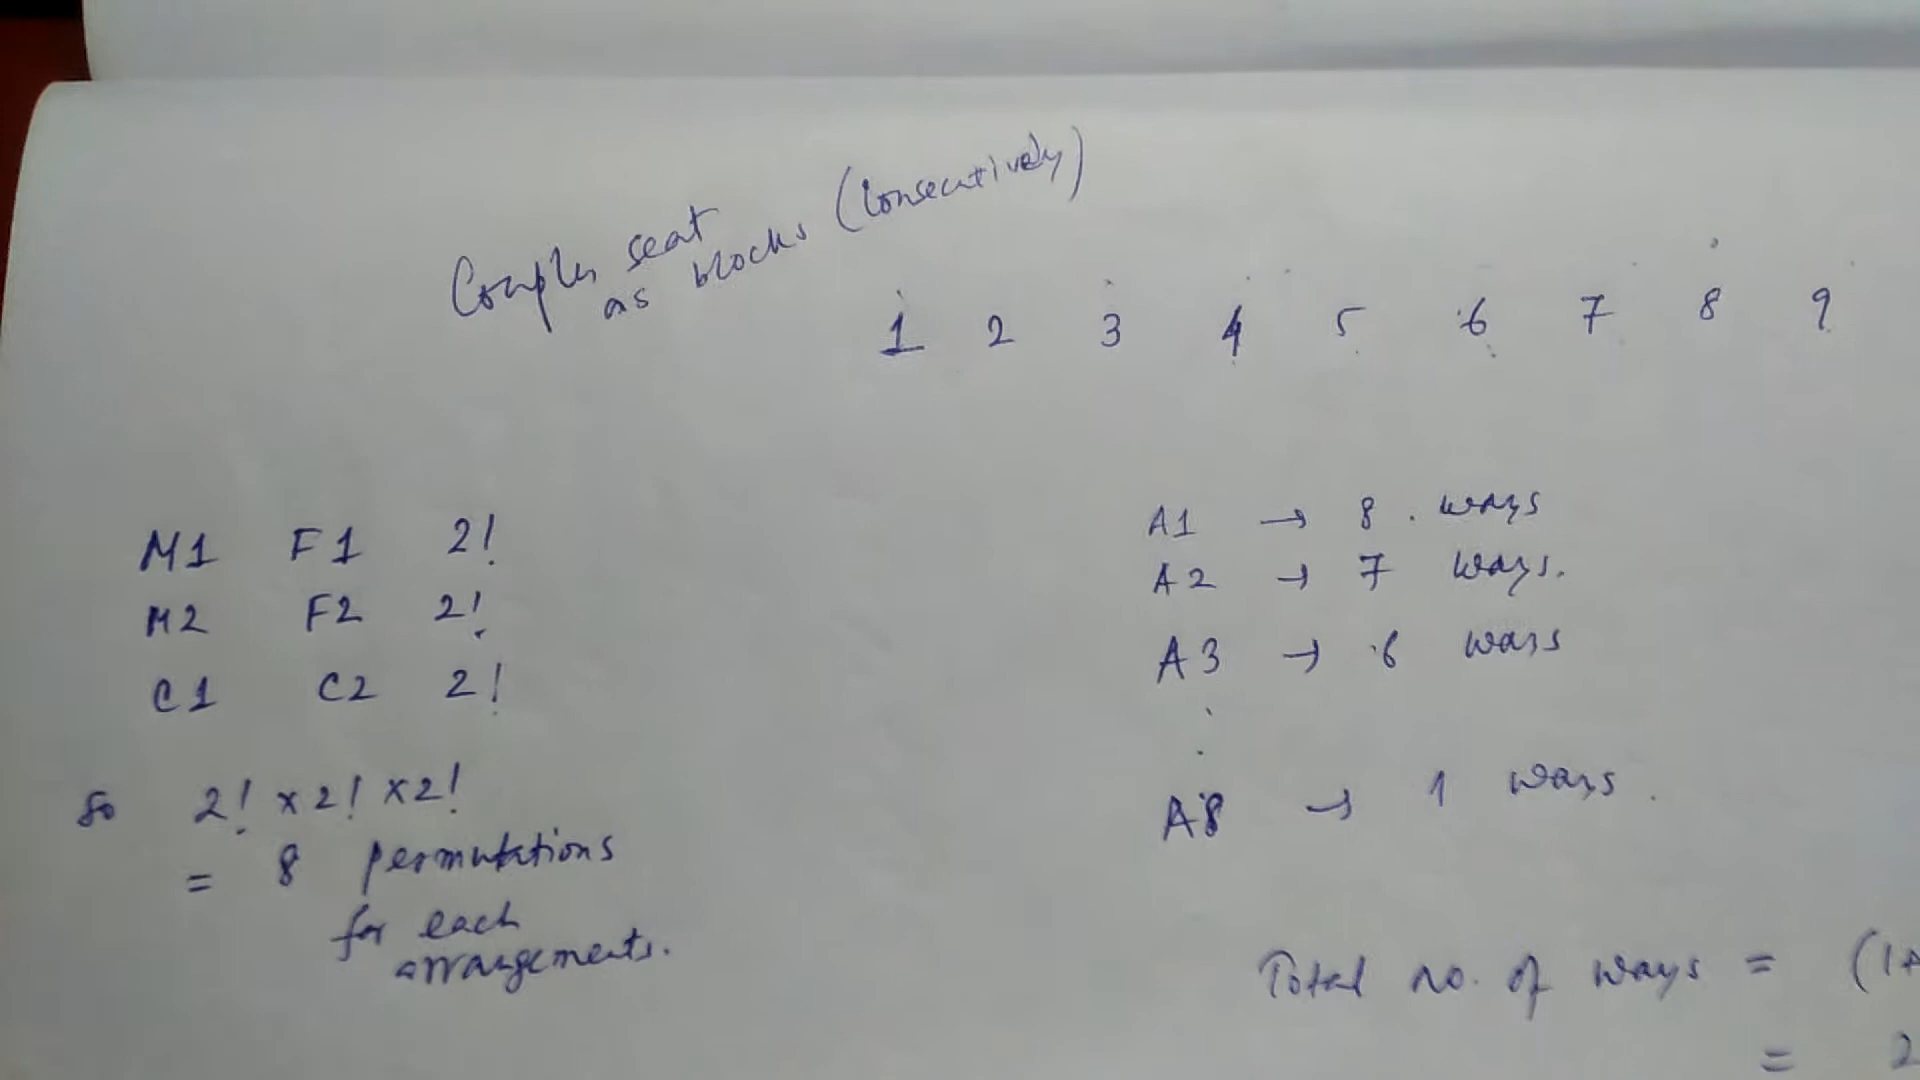 Couples seat
as blocks (consecutively)
1 2 3 4 5 6 7 8 9
M1 F1 2!
M2 F2 2!
C1 C2 2!
So 2! x 2! x 2!
= 8 permutations
for each
arrangements.
A1 → 8 ways
A2 → 7 ways.
A3 → 6 ways
A8 → 1 ways.
Total no. of ways = (1+
= 2